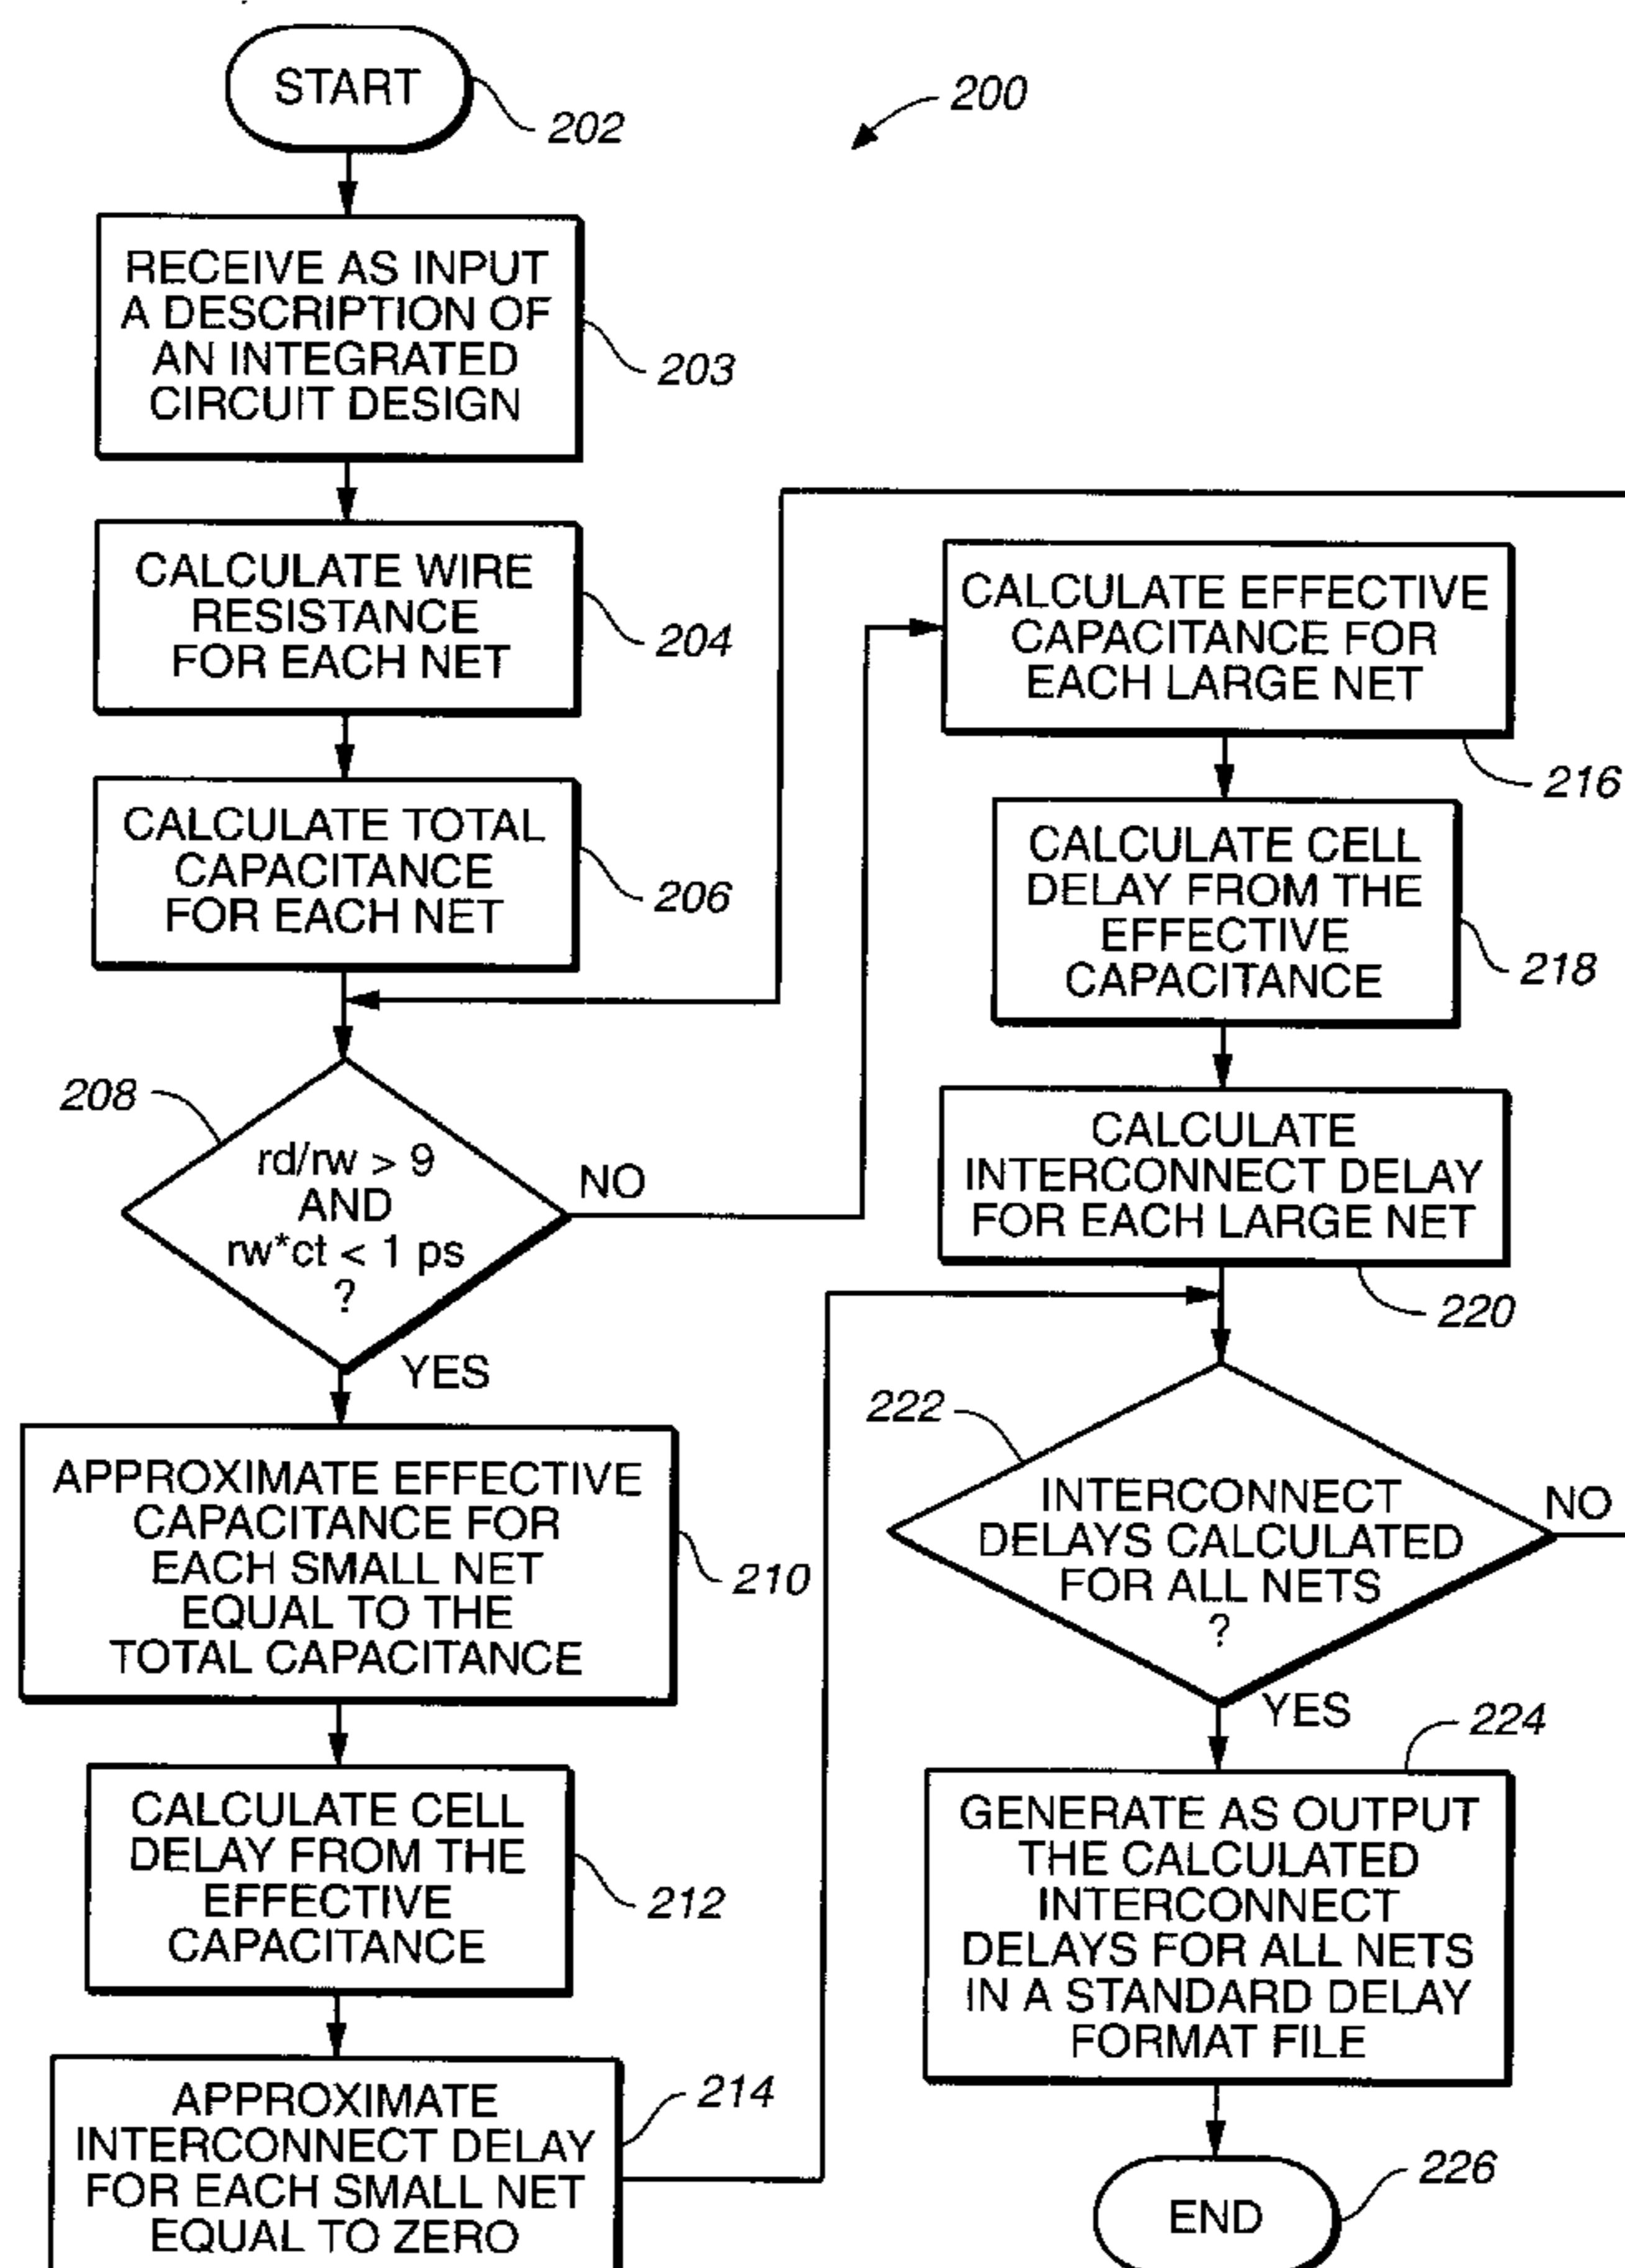 START
202
200
RECEIVE AS INPUT
A DESCRIPTION OF
AN INTEGRATED
CIRCUIT DESIGN
203
CALCULATE WIRE
RESISTANCE
FOR EACH NET
204
CALCULATE TOTAL
CAPACITANCE
FOR EACH NET
206
208
rd/rw > 9
AND
rw*ct < 1 ps
?
NO
YES
APPROXIMATE EFFECTIVE
CAPACITANCE FOR
EACH SMALL NET
EQUAL TO THE
TOTAL CAPACITANCE
210
CALCULATE CELL
DELAY FROM THE
EFFECTIVE
CAPACITANCE
212
APPROXIMATE
INTERCONNECT DELAY
FOR EACH SMALL NET
EQUAL TO ZERO
214
CALCULATE EFFECTIVE
CAPACITANCE FOR
EACH LARGE NET
216
CALCULATE CELL
DELAY FROM THE
EFFECTIVE
CAPACITANCE
218
CALCULATE
INTERCONNECT DELAY
FOR EACH LARGE NET
220
222
INTERCONNECT
DELAYS CALCULATED
FOR ALL NETS
?
NO
YES
224
GENERATE AS OUTPUT
THE CALCULATED
INTERCONNECT
DELAYS FOR ALL NETS
IN A STANDARD DELAY
FORMAT FILE
END
226